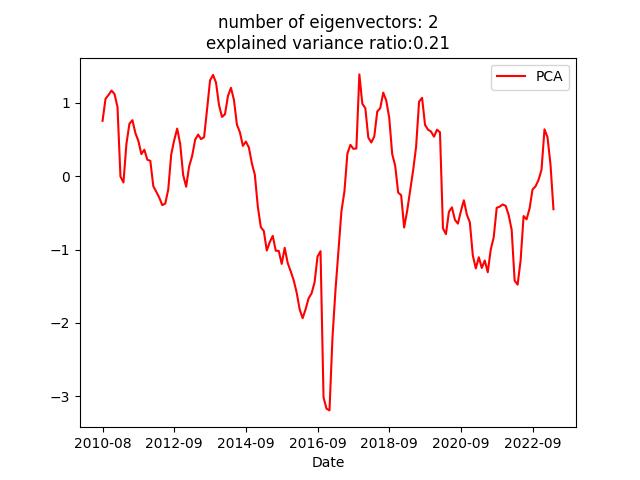 number of eigenvectors: 2
explained variance ratio:0.21
PCA
1
0
−1
−2
−3
2010-08 2012-09 2014-09 2016-09 2018-09 2020-09 2022-09
Date